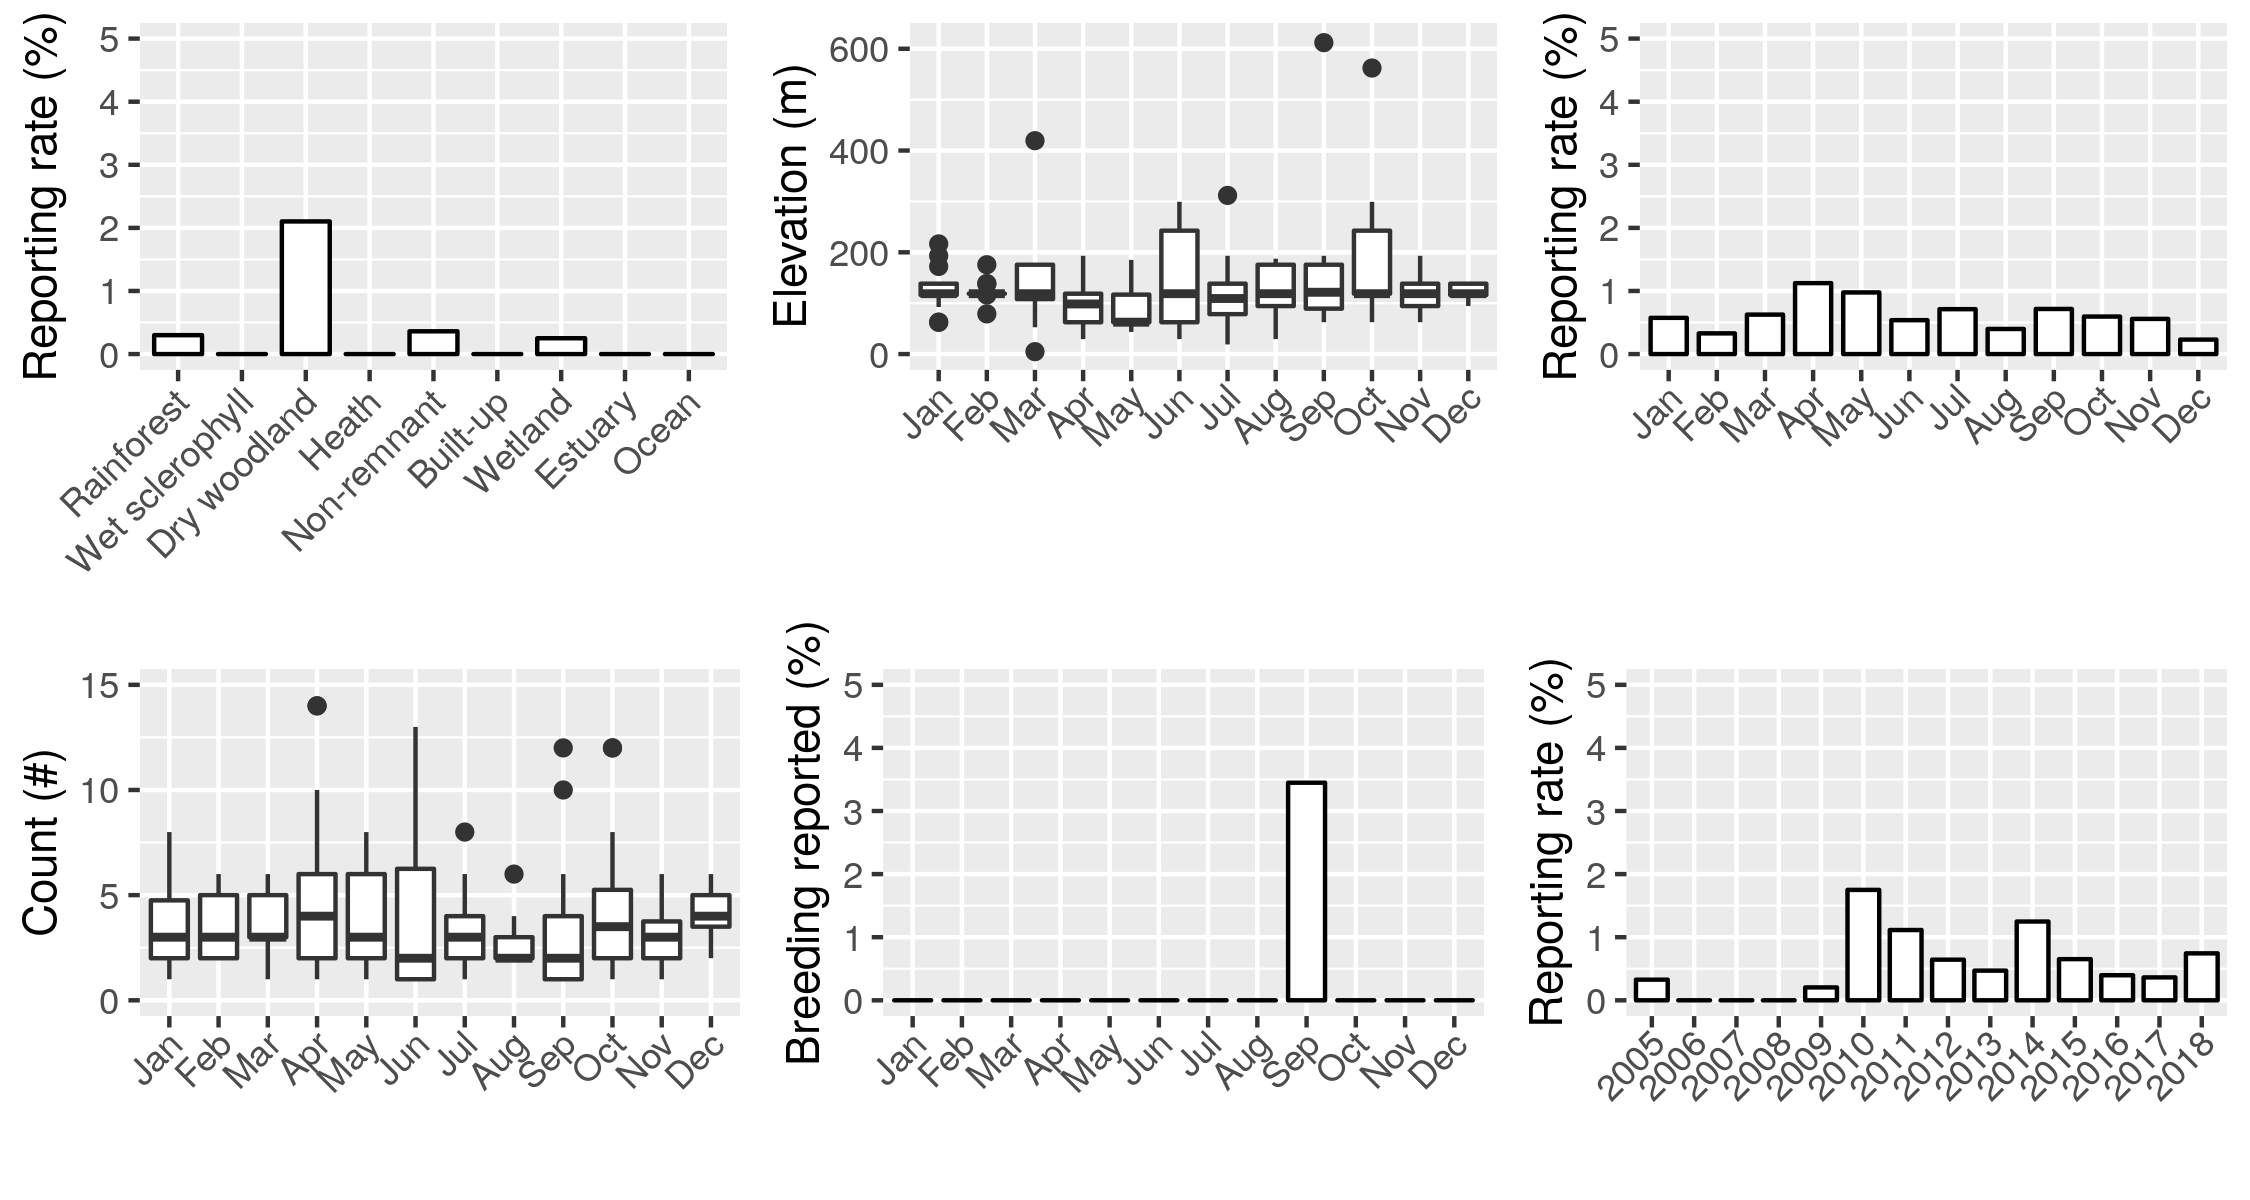 Reporting rate (%)
5
4
3
2
1
0
Rainforest
Wet sclerophyll
Dry woodland
Heath
Non-remnant
Built-up
Wetland
Estuary
Ocean
Elevation (m)
600
400
200
0
Jan
Feb
Mar
Apr
May
Jun
Jul
Aug
Sep
Oct
Nov
Dec
Reporting rate (%)
5
4
3
2
1
0
Jan
Feb
Mar
Apr
May
Jun
Jul
Aug
Sep
Oct
Nov
Dec
Count (#)
15
10
5
0
Jan
Feb
Mar
Apr
May
Jun
Jul
Aug
Sep
Oct
Nov
Dec
Breeding reported (%)
5
4
3
2
1
0
Jan
Feb
Mar
Apr
May
Jun
Jul
Aug
Sep
Oct
Nov
Dec
Reporting rate (%)
5
4
3
2
1
0
2005
2006
2007
2008
2009
2010
2011
2012
2013
2014
2015
2016
2017
2018